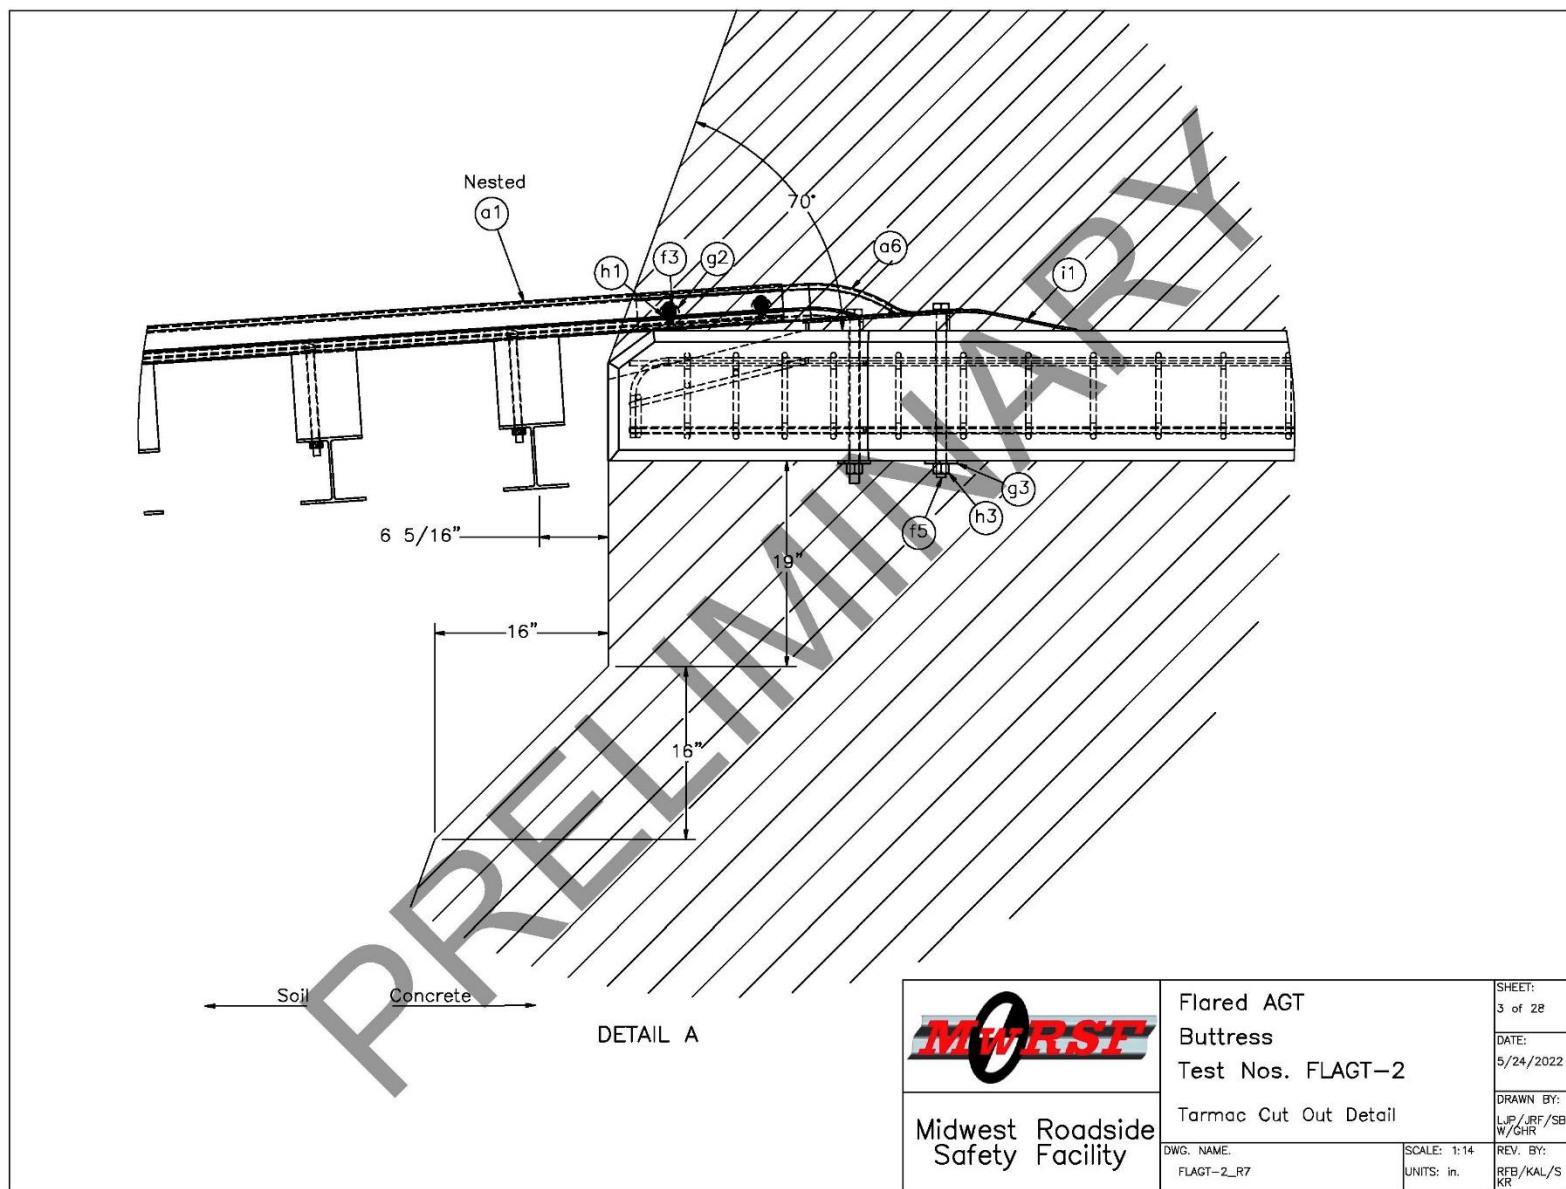 Nested
a1
70°
h1
f3
g2
a6
i1
6 5/16"
19"
g3
h3
f5
16"
16"
Soil
Concrete
DETAIL A
PRELIMINARY
MwRSF
Midwest Roadside
Safety Facility
Flared AGT
Buttress
Test Nos. FLAGT-2
Tarmac Cut Out Detail
DWG. NAME.
FLAGT-2_R7
SCALE: 1:14
UNITS: in.
SHEET:
3 of 28
DATE:
5/24/2022
DRAWN BY:
LJP/JRF/SB
W/GHR
REV. BY:
RFB/KAL/S
KR